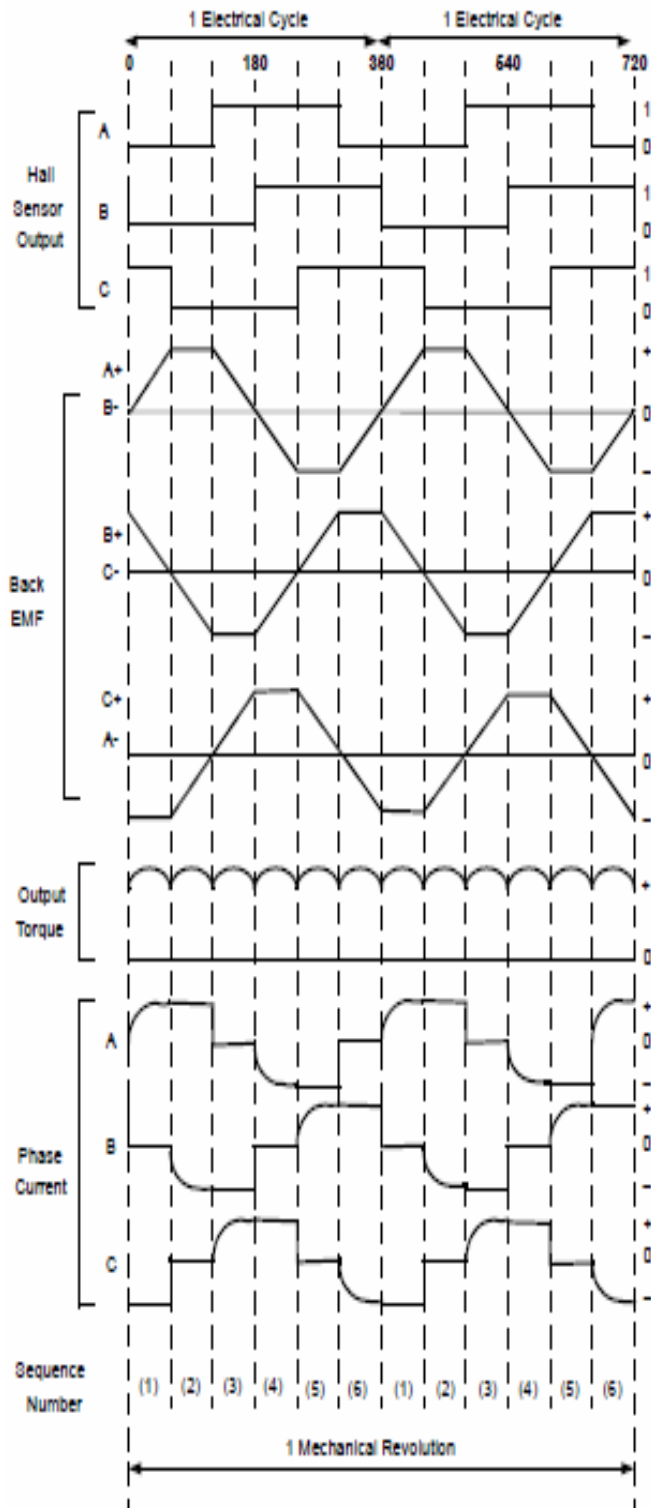 1 Electrical Cycle 1 Electrical Cycle
0 180 360 540 720
Hall
Sensor
Output
A 1
0
B 1
0
C 1
0
Back
EMF
A+ +
B- 0
–
B+ +
C- 0
–
C+ +
A- 0
–
Output
Torque
+
0
Phase
Current
+
A 0
–
+
B 0
–
+
C 0
–
Sequence
Number
(1) (2) (3) (4) (5) (6) (1) (2) (3) (4) (5) (6)
1 Mechanical Revolution